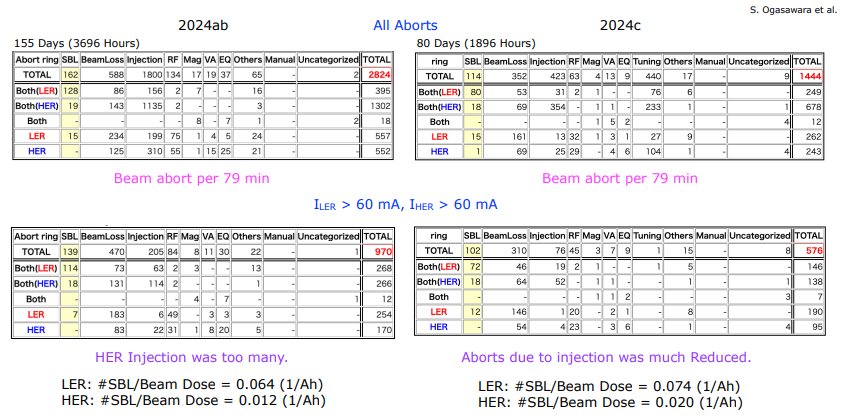 S. Ogasawara et al.
2024ab All Aborts 2024c
155 Days (3696 Hours)
Abort ring SBL BeamLoss Injection RF Mag VA EQ Others Manual Uncategorized TOTAL
TOTAL 162 588 1800 134 17 19 37 65 - 2 2824
Both(LER) 128 86 156 2 7 - - 16 - - 395
Both(HER) 19 143 1135 2 - - - 3 - - 1302
Both - - - - 8 - 7 1 - 2 18
LER 15 234 199 75 1 4 5 24 - - 557
HER - 125 310 55 1 15 25 21 - - 552
Beam abort per 79 min
80 Days (1896 Hours)
ring SBL BeamLoss Injection RF Mag VA EQ Tuning Others Manual Uncategorized TOTAL
TOTAL 114 352 423 63 4 13 9 440 17 - 9 1444
Both(LER) 80 53 31 2 1 - - 76 6 - - 249
Both(HER) 18 69 354 - 1 1 - 233 1 - 1 678
Both - - - - 1 5 2 - - - 4 12
LER 15 161 13 32 1 3 1 27 9 - - 262
HER 1 69 25 29 - 4 6 104 1 - 4 243
Beam abort per 79 min
ILER > 60 mA, IHER > 60 mA
Abort ring SBL BeamLoss Injection RF Mag VA EQ Others Manual Uncategorized TOTAL
TOTAL 139 470 205 84 8 11 30 22 - 1 970
Both(LER) 114 73 63 2 3 - - 13 - - 268
Both(HER) 18 131 114 2 - - - 1 - - 266
Both - - - - 4 - 7 - - 1 12
LER 7 183 6 49 - 3 3 3 - - 254
HER - 83 22 31 1 8 20 5 - - 170
HER Injection was too many.
LER: #SBL/Beam Dose = 0.064 (1/Ah)
HER: #SBL/Beam Dose = 0.012 (1/Ah)
ring SBL BeamLoss Injection RF Mag VA EQ Tuning Others Manual Uncategorized TOTAL
TOTAL 102 310 76 45 3 7 9 1 15 - 8 576
Both(LER) 72 46 19 2 1 - - 1 5 - - 146
Both(HER) 18 64 52 - 1 1 - - 1 - 1 138
Both - - - - 1 1 2 - - - 3 7
LER 12 146 1 20 - 2 1 - 8 - - 190
HER - 54 4 23 - 3 6 - 1 - 4 95
Aborts due to injection was much Reduced.
LER: #SBL/Beam Dose = 0.074 (1/Ah)
HER: #SBL/Beam Dose = 0.020 (1/Ah)